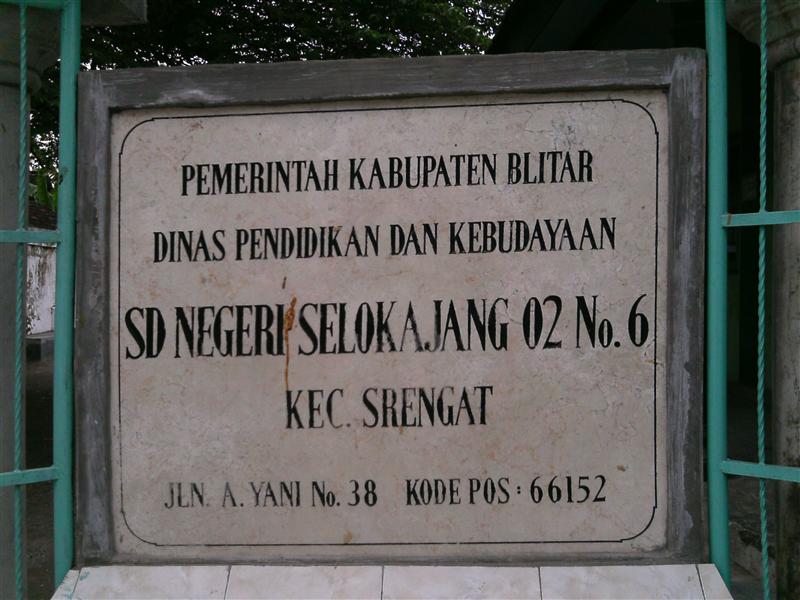 PEMERINTAH KABUPATEN BLITAR
DINAS PENDIDIKAN DAN KEBUDAYAAN
SD NEGERI SELOKAJANG 02 No. 6
KEC. SRENGAT
JLN. A. YANI No. 38 KODE POS : 66152